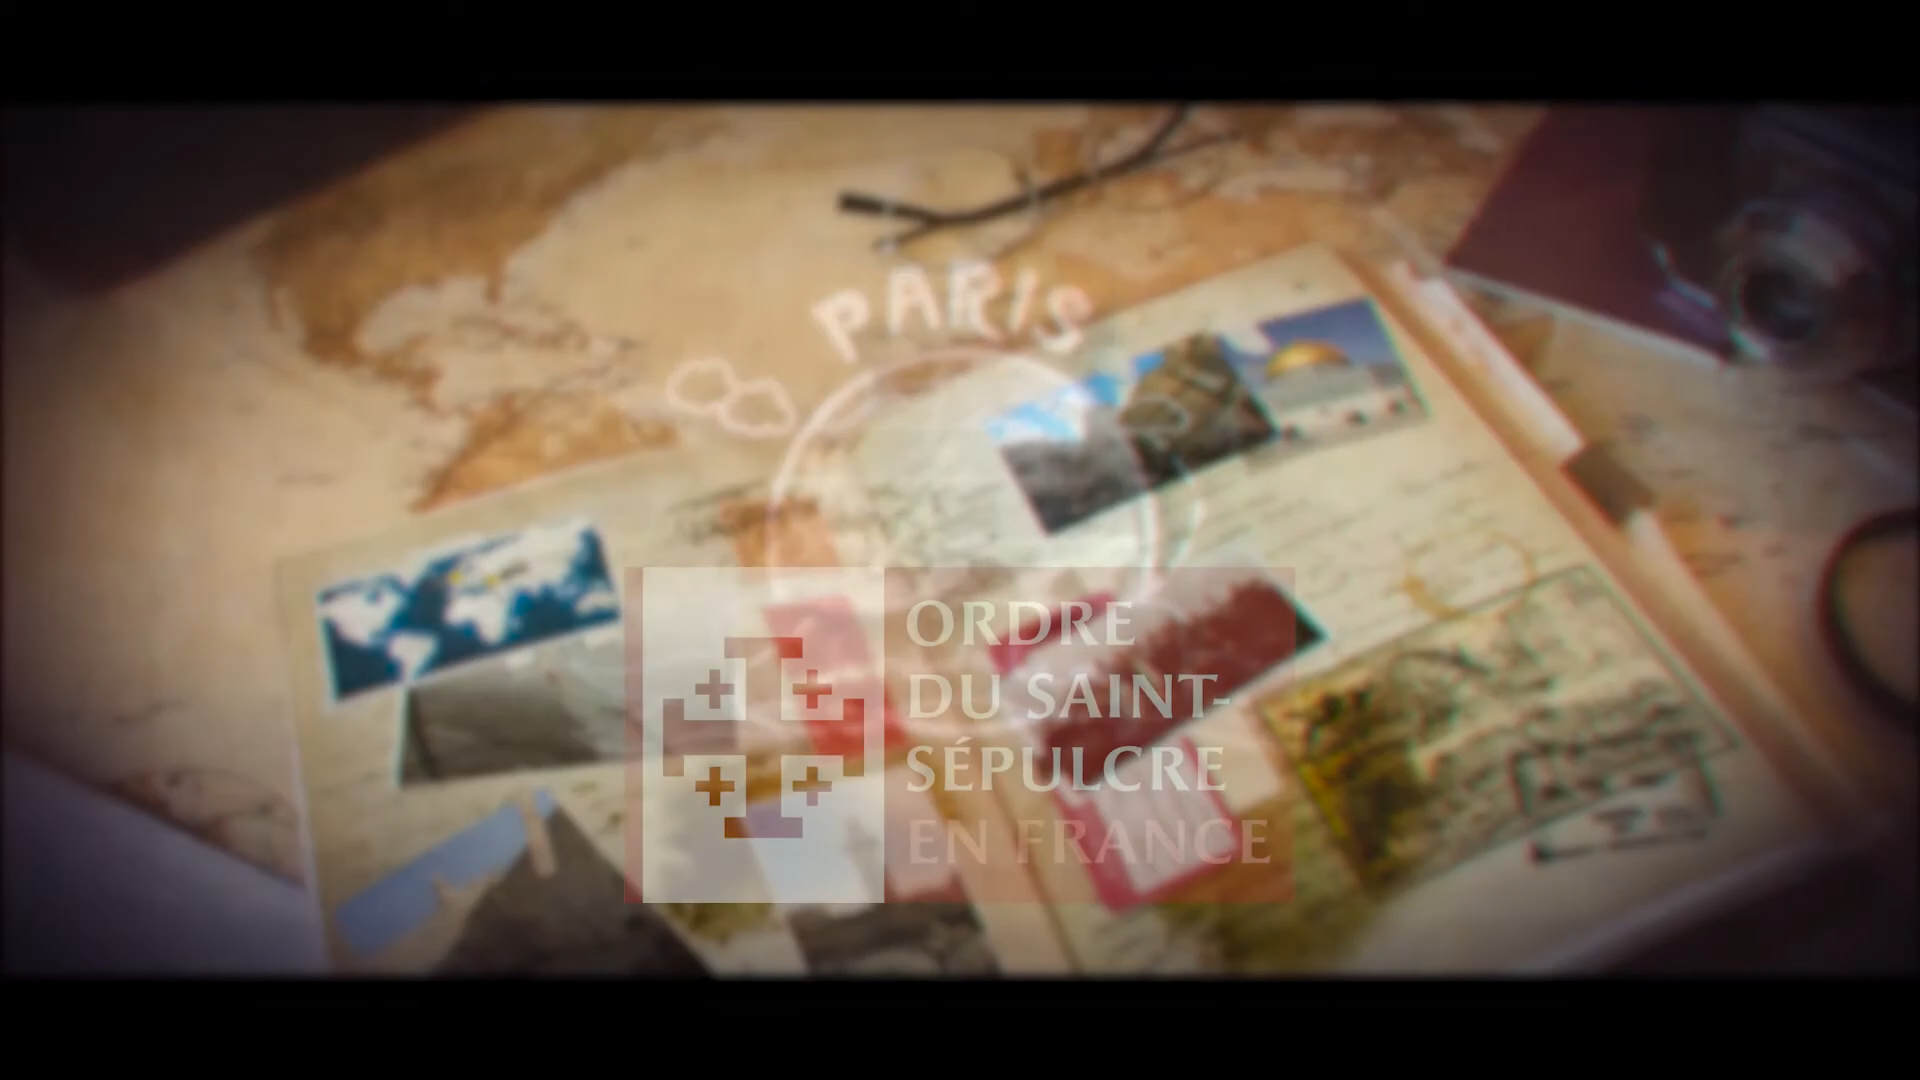 PARIS
ORDRE
DU SAINT-
SÉPULCRE
EN FRANCE